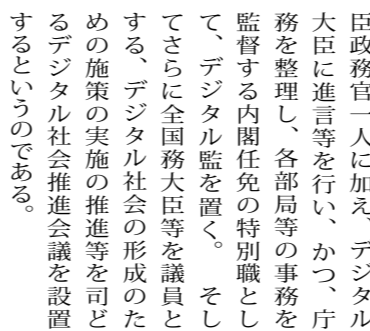 臣政務官一人に加え、デジタル
大臣に進言等を行い、かつ、庁
務を整理し、各部局等の事務を
監督する内閣任免の特別職とし
て、デジタル監を置く。　そし
てさらに全国務大臣等を議員と
する、デジタル社会の形成のた
めの施策の実施の推進等を司ど
るデジタル社会推進会議を設置
するというのである。